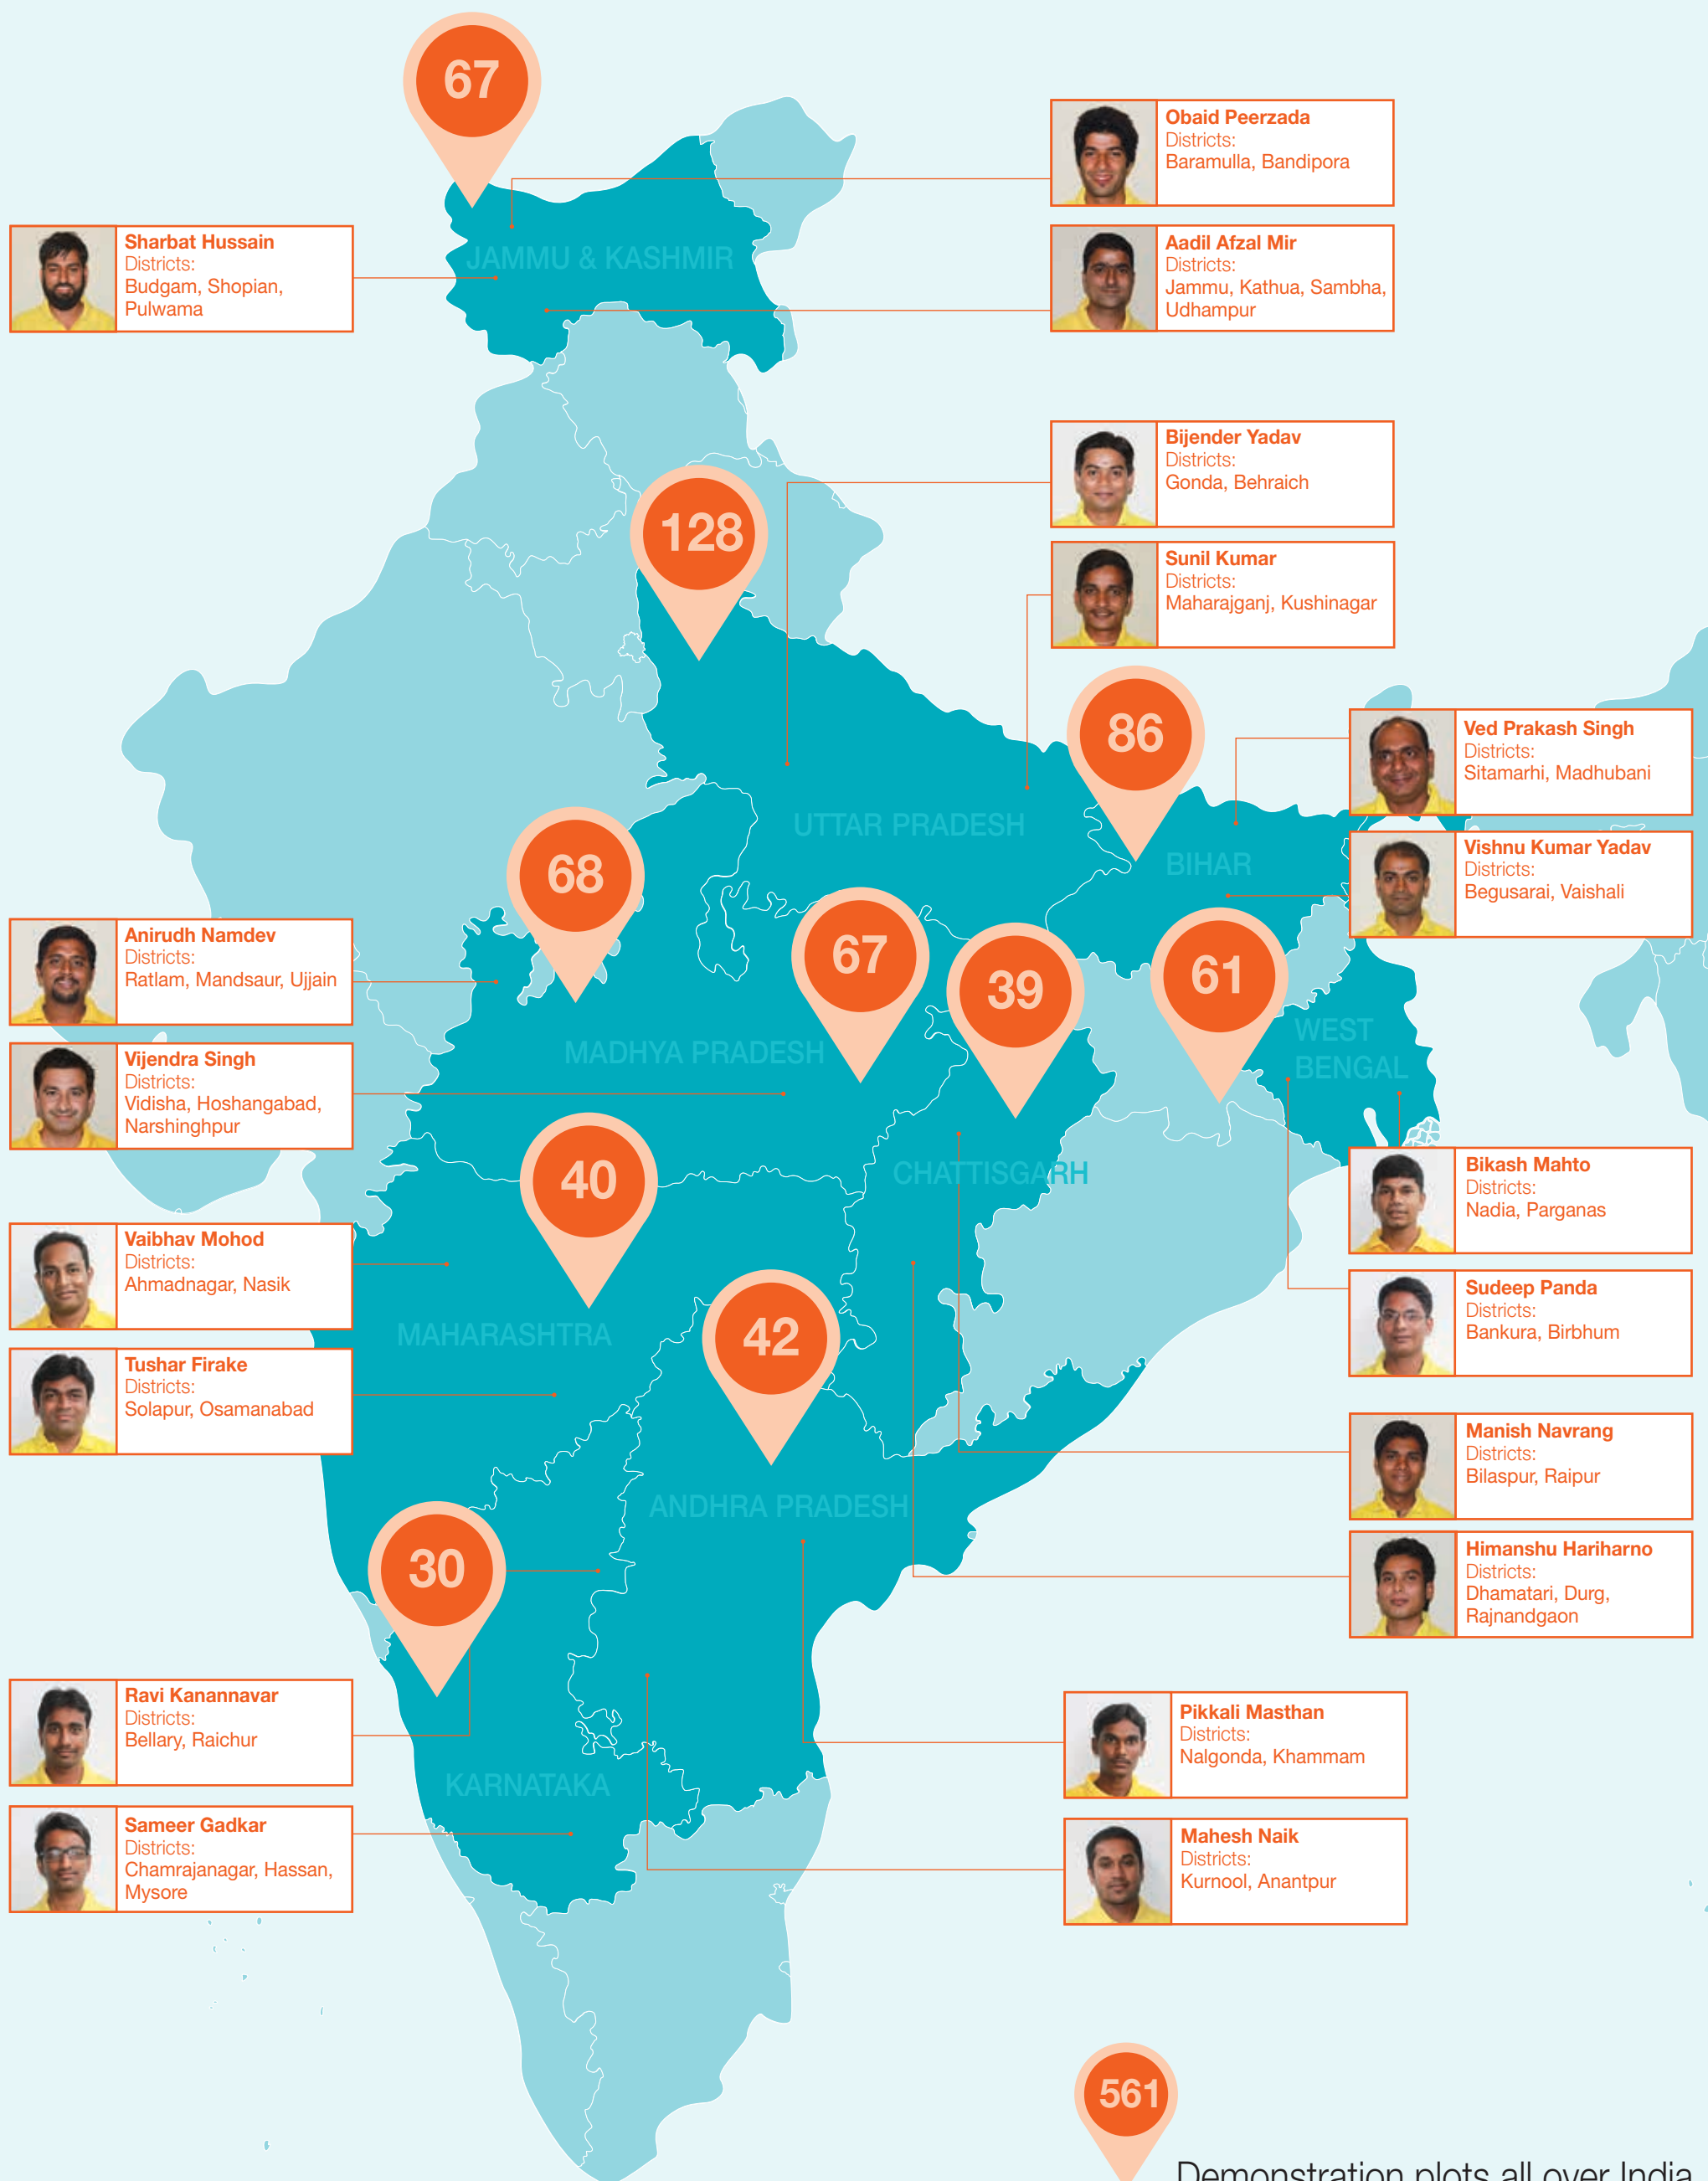 67
Obaid Peerzada
Districts:
Baramulla, Bandipora
Sharbat Hussain
Districts:
Budgam, Shopian,
Pulwama
JAMMU & KASHMIR
Aadil Afzal Mir
Districts:
Jammu, Kathua, Sambha,
Udhampur
Bijender Yadav
Districts:
Gonda, Behraich
128
Sunil Kumar
Districts:
Maharajganj, Kushinagar
86
Ved Prakash Singh
Districts:
Sitamarhi, Madhubani
UTTAR PRADESH
BIHAR
Vishnu Kumar Yadav
Districts:
Begusarai, Vaishali
68
67
39
61
Anirudh Namdev
Districts:
Ratlam, Mandsaur, Ujjain
WEST
BENGAL
MADHYA PRADESH
Vijendra Singh
Districts:
Vidisha, Hoshangabad,
Narshinghpur
40
CHATTISGARH
Bikash Mahto
Districts:
Nadia, Parganas
Vaibhav Mohod
Districts:
Ahmadnagar, Nasik
Sudeep Panda
Districts:
Bankura, Birbhum
MAHARASHTRA
42
Tushar Firake
Districts:
Solapur, Osamanabad
Manish Navrang
Districts:
Bilaspur, Raipur
ANDHRA PRADESH
30
Himanshu Hariharno
Districts:
Dhamatari, Durg,
Rajnandgaon
Ravi Kanannavar
Districts:
Bellary, Raichur
Pikkali Masthan
Districts:
Nalgonda, Khammam
KARNATAKA
Sameer Gadkar
Districts:
Chamrajanagar, Hassan,
Mysore
Mahesh Naik
Districts:
Kurnool, Anantpur
561
Demonstration plots all over India